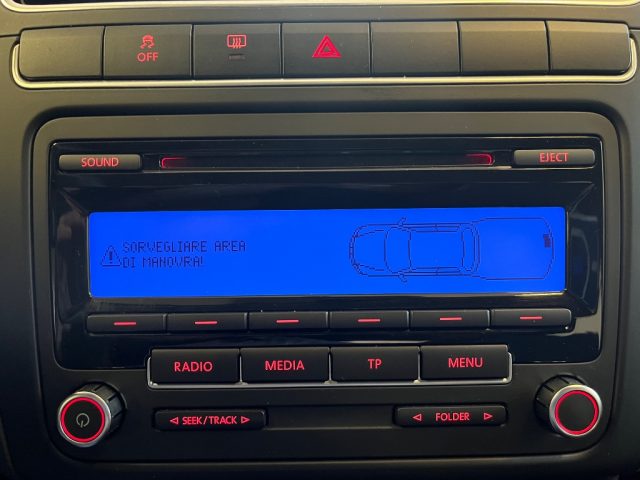 OFF
SOUND
EJECT
SORVEGLIARE AREA
DI MANOVRA!
RADIO
MEDIA
TP
MENU
SEEK/TRACK
FOLDER